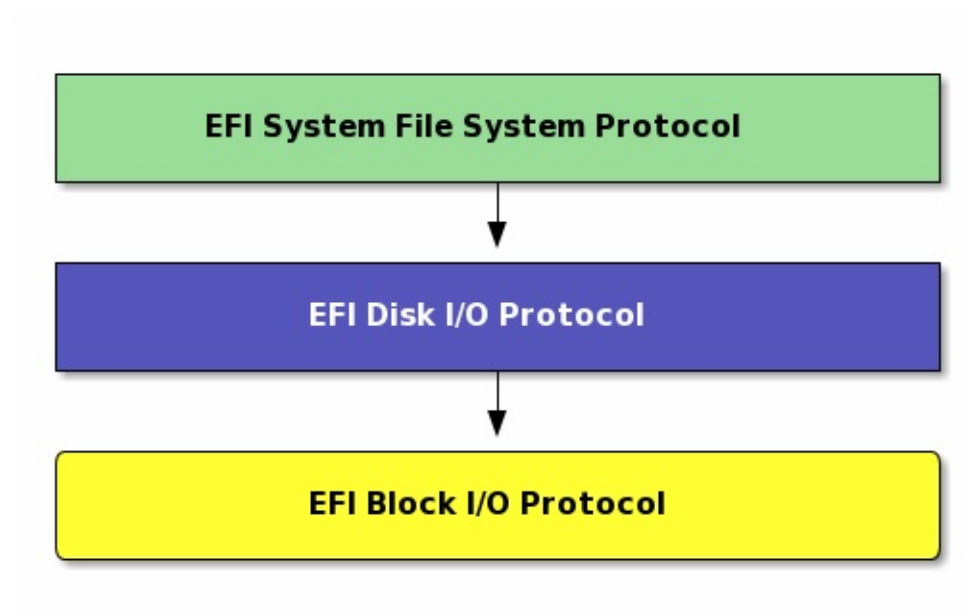 EFI System File System Protocol
EFI Disk I/O Protocol
EFI Block I/O Protocol